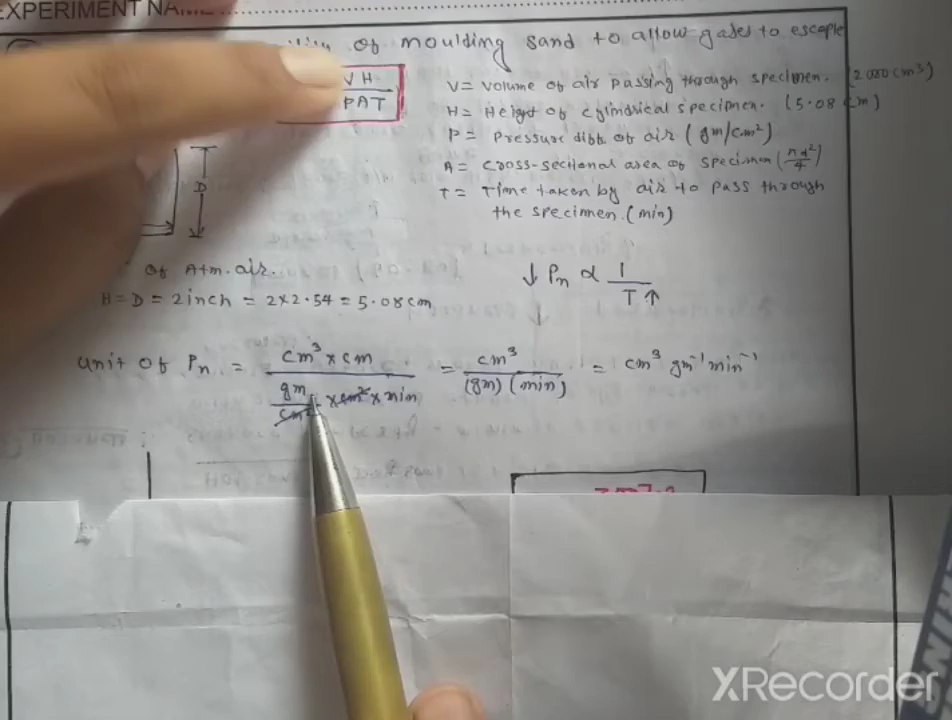 EXPERIMENT NA
of moulding sand to allow gases to escape
VH
PAT
V = volume of air passing through specimen. (2000 cm³)
H = Height of cylindrical specimen. (5.08 cm)
P = Pressure diff. of air (gm/cm²)
A = cross-sectional area of specimen (πd²/4)
T = Time taken by air to pass through
the specimen. (min)
D
of Atm. air.
↓ Pn ∝ 1/T↑
H = D = 2 inch = 2×2.54 = 5.08 cm
unit of Pn = cm³ × cm / gm/cm² × cm² × min = cm³ / (gm) (min) = cm³ gm⁻¹ min⁻¹
XRecorder